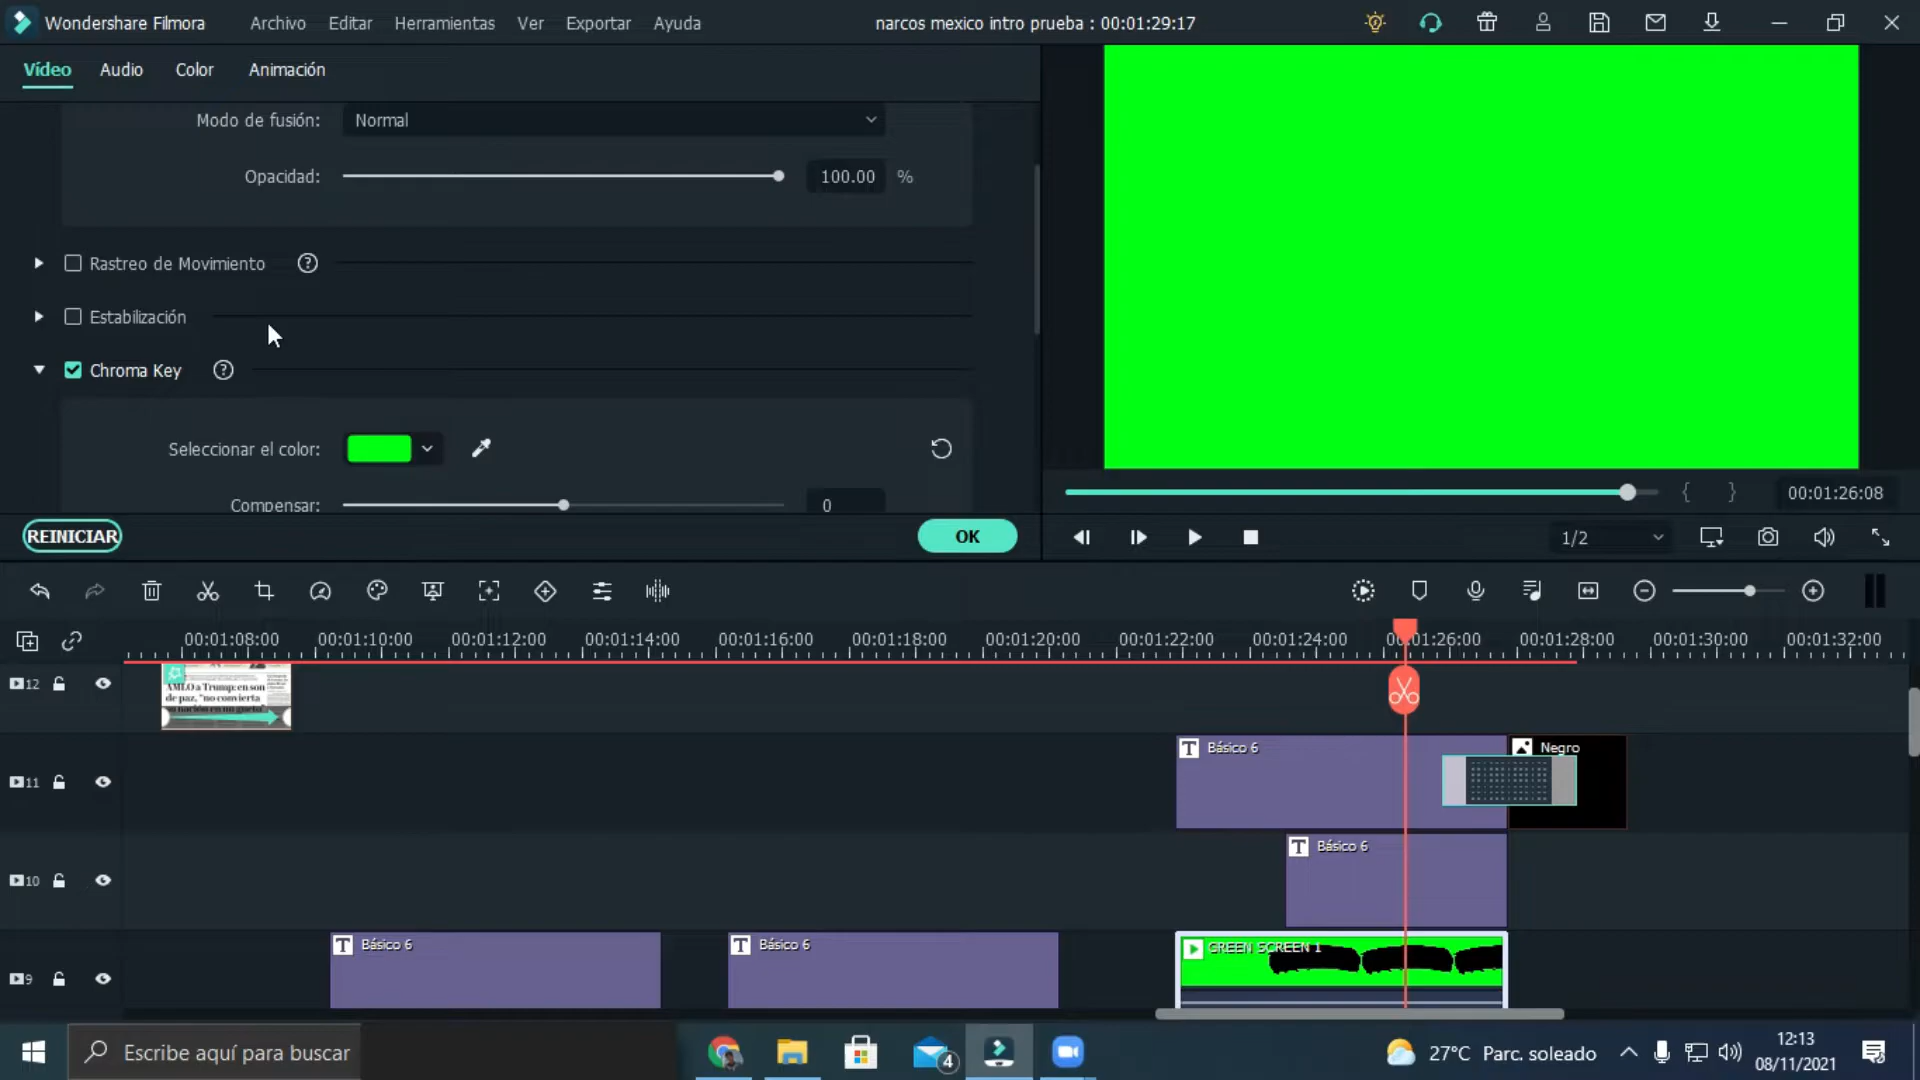 Wondershare Filmora Archivo Editar Herramientas Ver Exportar Ayuda narcos mexico intro prueba : 00:01:29:17
Vídeo Audio Color Animación
Modo de fusión: Normal
Opacidad: 100.00 %
Rastreo de Movimiento
Estabilización
Chroma Key
Seleccionar el color:
Compensar: 0
00:01:26:08
REINICIAR OK
1/2
00:01:08:00 00:01:10:00 00:01:12:00 00:01:14:00 00:01:16:00 00:01:18:00 00:01:20:00 00:01:22:00 00:01:24:00 00:01:26:00 00:01:28:00 00:01:30:00 00:01:32:00
12
AMLO a Trump: en son
de paz, "no convierta
11
Básico 6 Negro
10
Básico 6
9
Básico 6 Básico 6 GREEN SCREEN 1
Escribe aquí para buscar
4
27°C Parc. soleado
12:13
08/11/2021